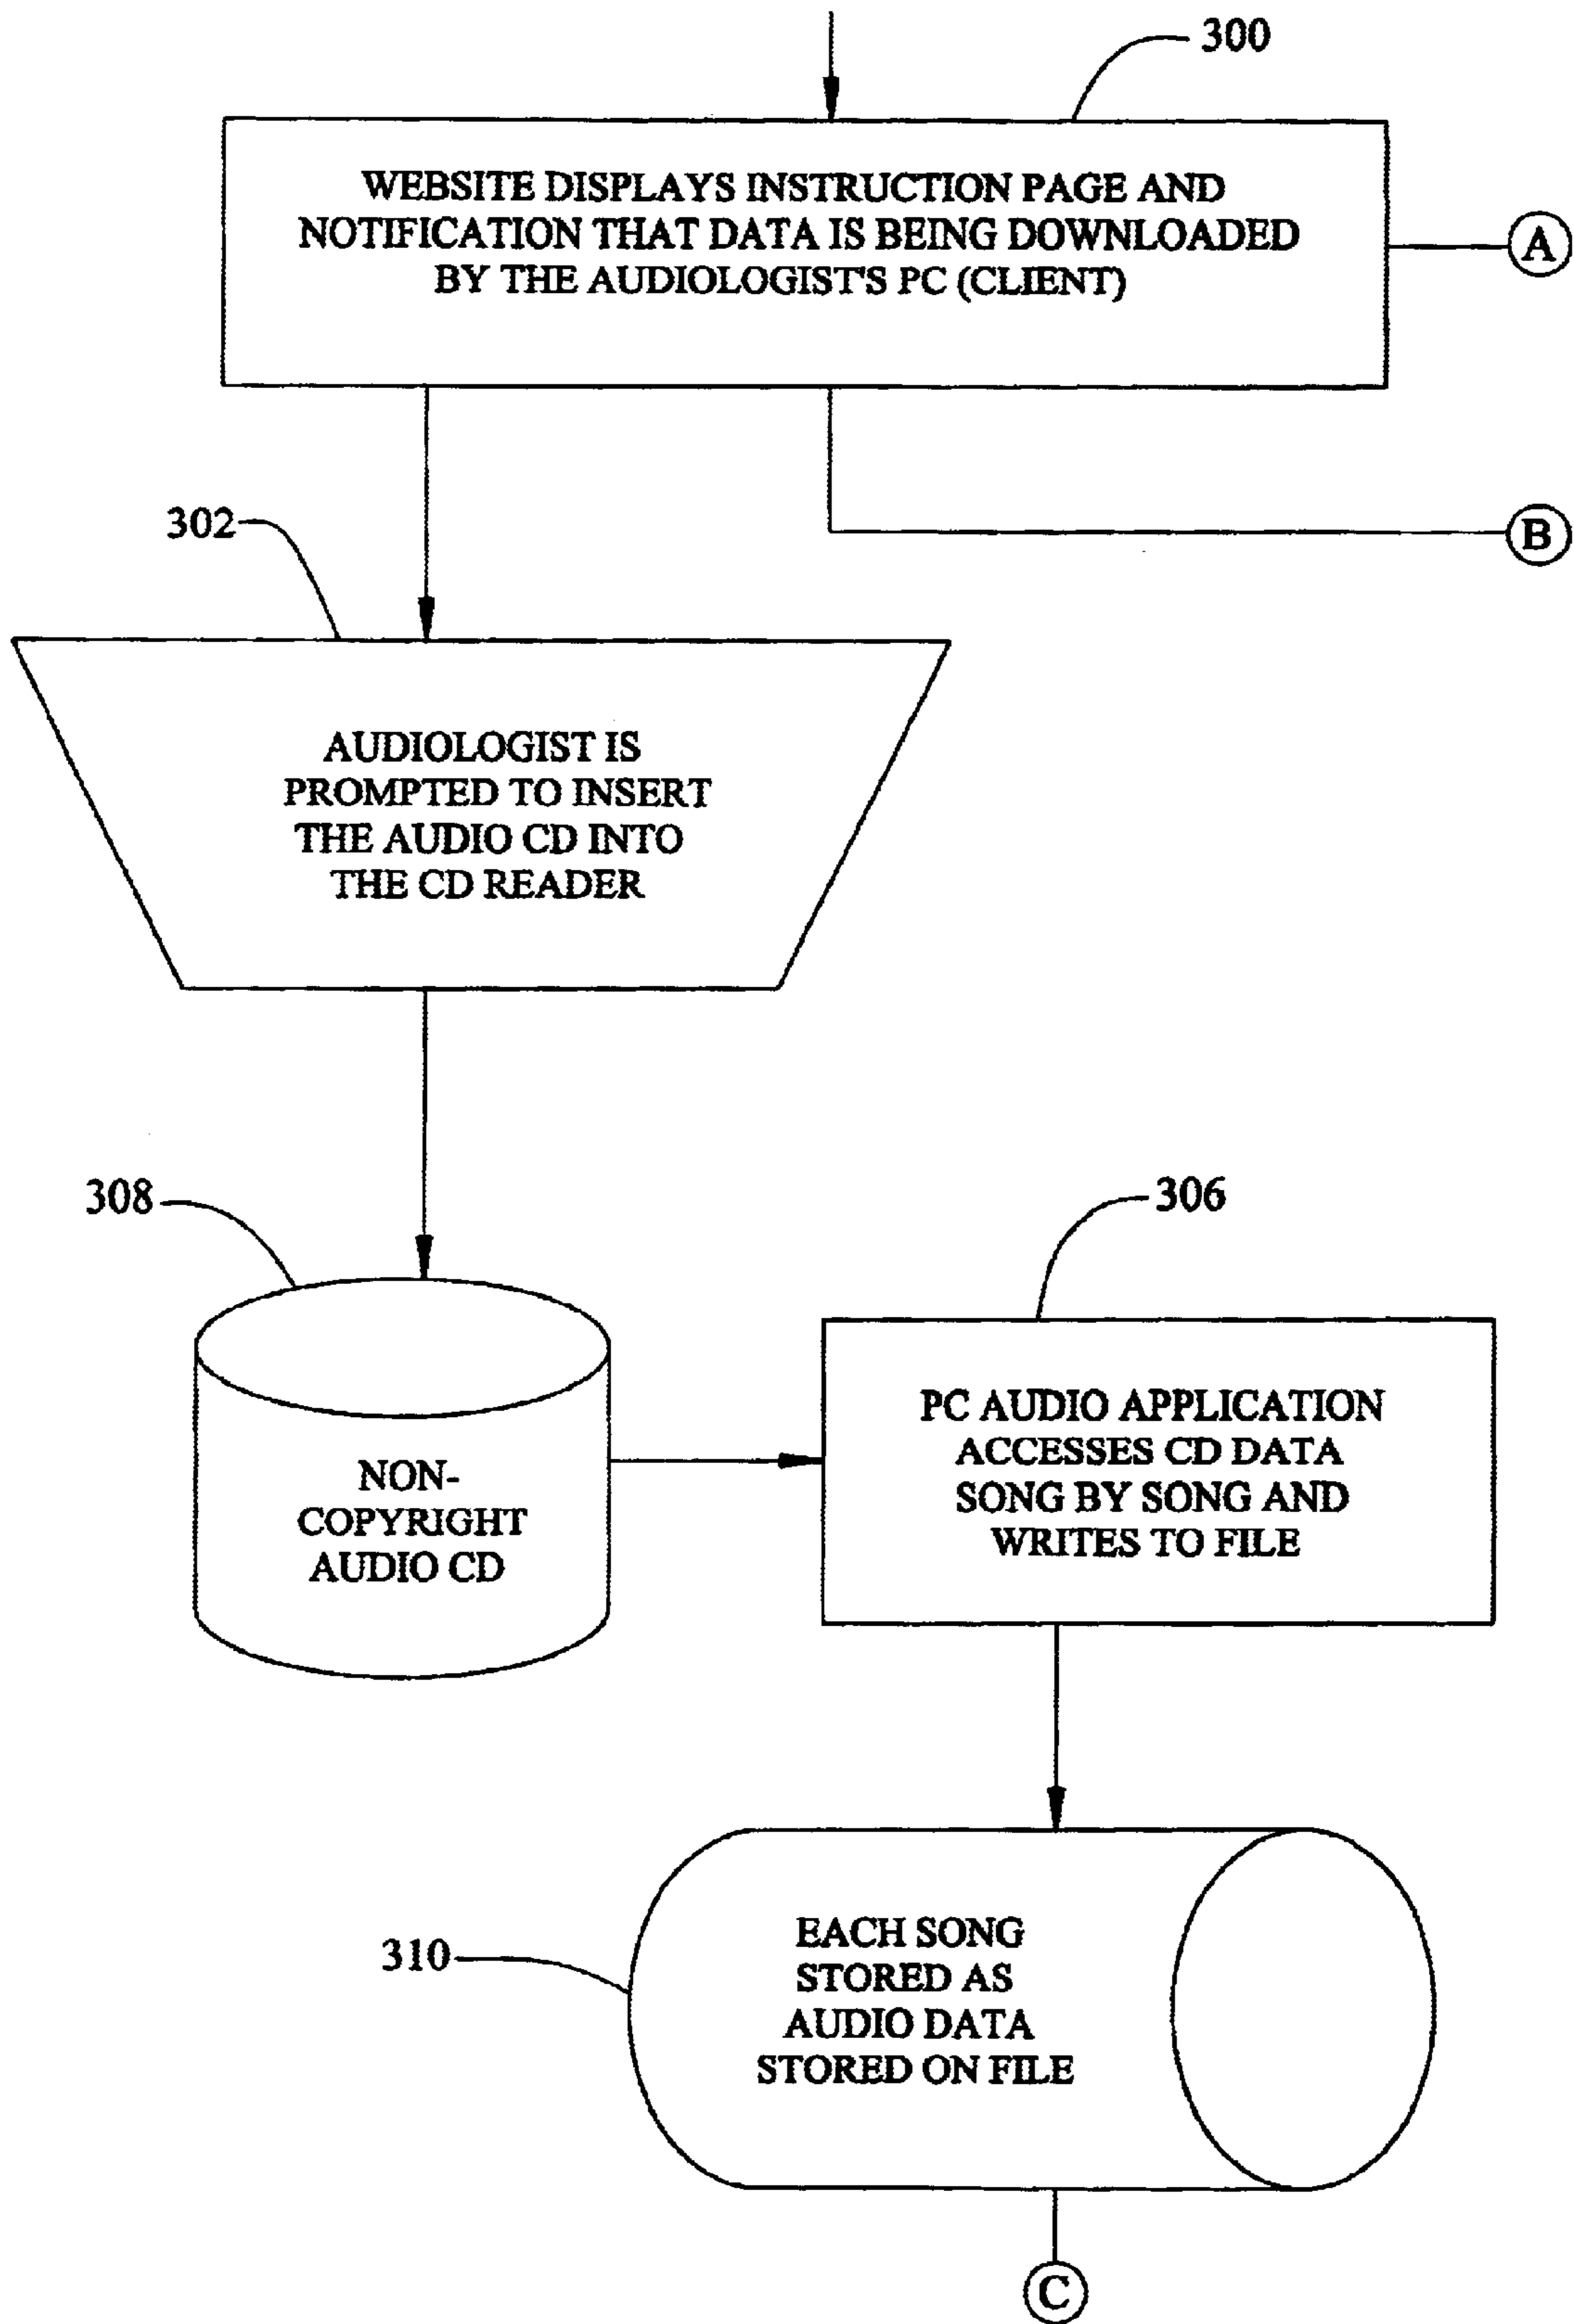 300
WEBSITE DISPLAYS INSTRUCTION PAGE AND
NOTIFICATION THAT DATA IS BEING DOWNLOADED
BY THE AUDIOLOGIST'S PC (CLIENT)
A
B
302
AUDIOLOGIST IS
PROMPTED TO INSERT
THE AUDIO CD INTO
THE CD READER
308
NON-
COPYRIGHT
AUDIO CD
306
PC AUDIO APPLICATION
ACCESSES CD DATA
SONG BY SONG AND
WRITES TO FILE
310
EACH SONG
STORED AS
AUDIO DATA
STORED ON FILE
C